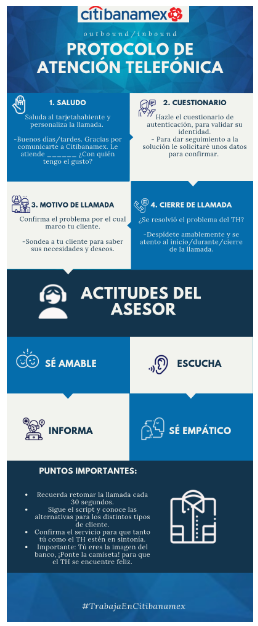 citibanamex
outbound/inbound
PROTOCOLO DE
ATENCIÓN TELEFÓNICA
1. SALUDO
Saluda al tarjetahabiente y
personaliza la llamada.
-Buenos días/tardes. Gracias por
comunicarte a Citibanamex. Le
atiende ______ ¿Con quién
tengo el gusto?
2. CUESTIONARIO
Hazle el cuestionario de
autenticación, para validar su
identidad.
- Para dar seguimiento a la
solución le solicitaré unos datos
para confirmar.
3. MOTIVO DE LLAMADA
Confirma el problema por el cual
marco tu cliente.
-Sondea a tu cliente para saber
sus necesidades y deseos.
4. CIERRE DE LLAMADA
¿Se resolvió el problema del TH?
-Despídete amablemente y se
atento al inicio/durante/cierre
de la llamada.
ACTITUDES DEL
ASESOR
SÉ AMABLE
ESCUCHA
INFORMA
SÉ EMPÁTICO
PUNTOS IMPORTANTES:
• Recuerda retomar la llamada cada
30 segundos.
• Sigue el script y conoce las
alternativas para los distintos tipos
de cliente.
• Confirma el servicio para que tanto
tú como el TH estén en sintonía.
• Importante: Tú eres la imagen del
banco, ¡Ponte la camiseta! para que
el TH se encuentre feliz.
#TrabajaEnCitibanamex